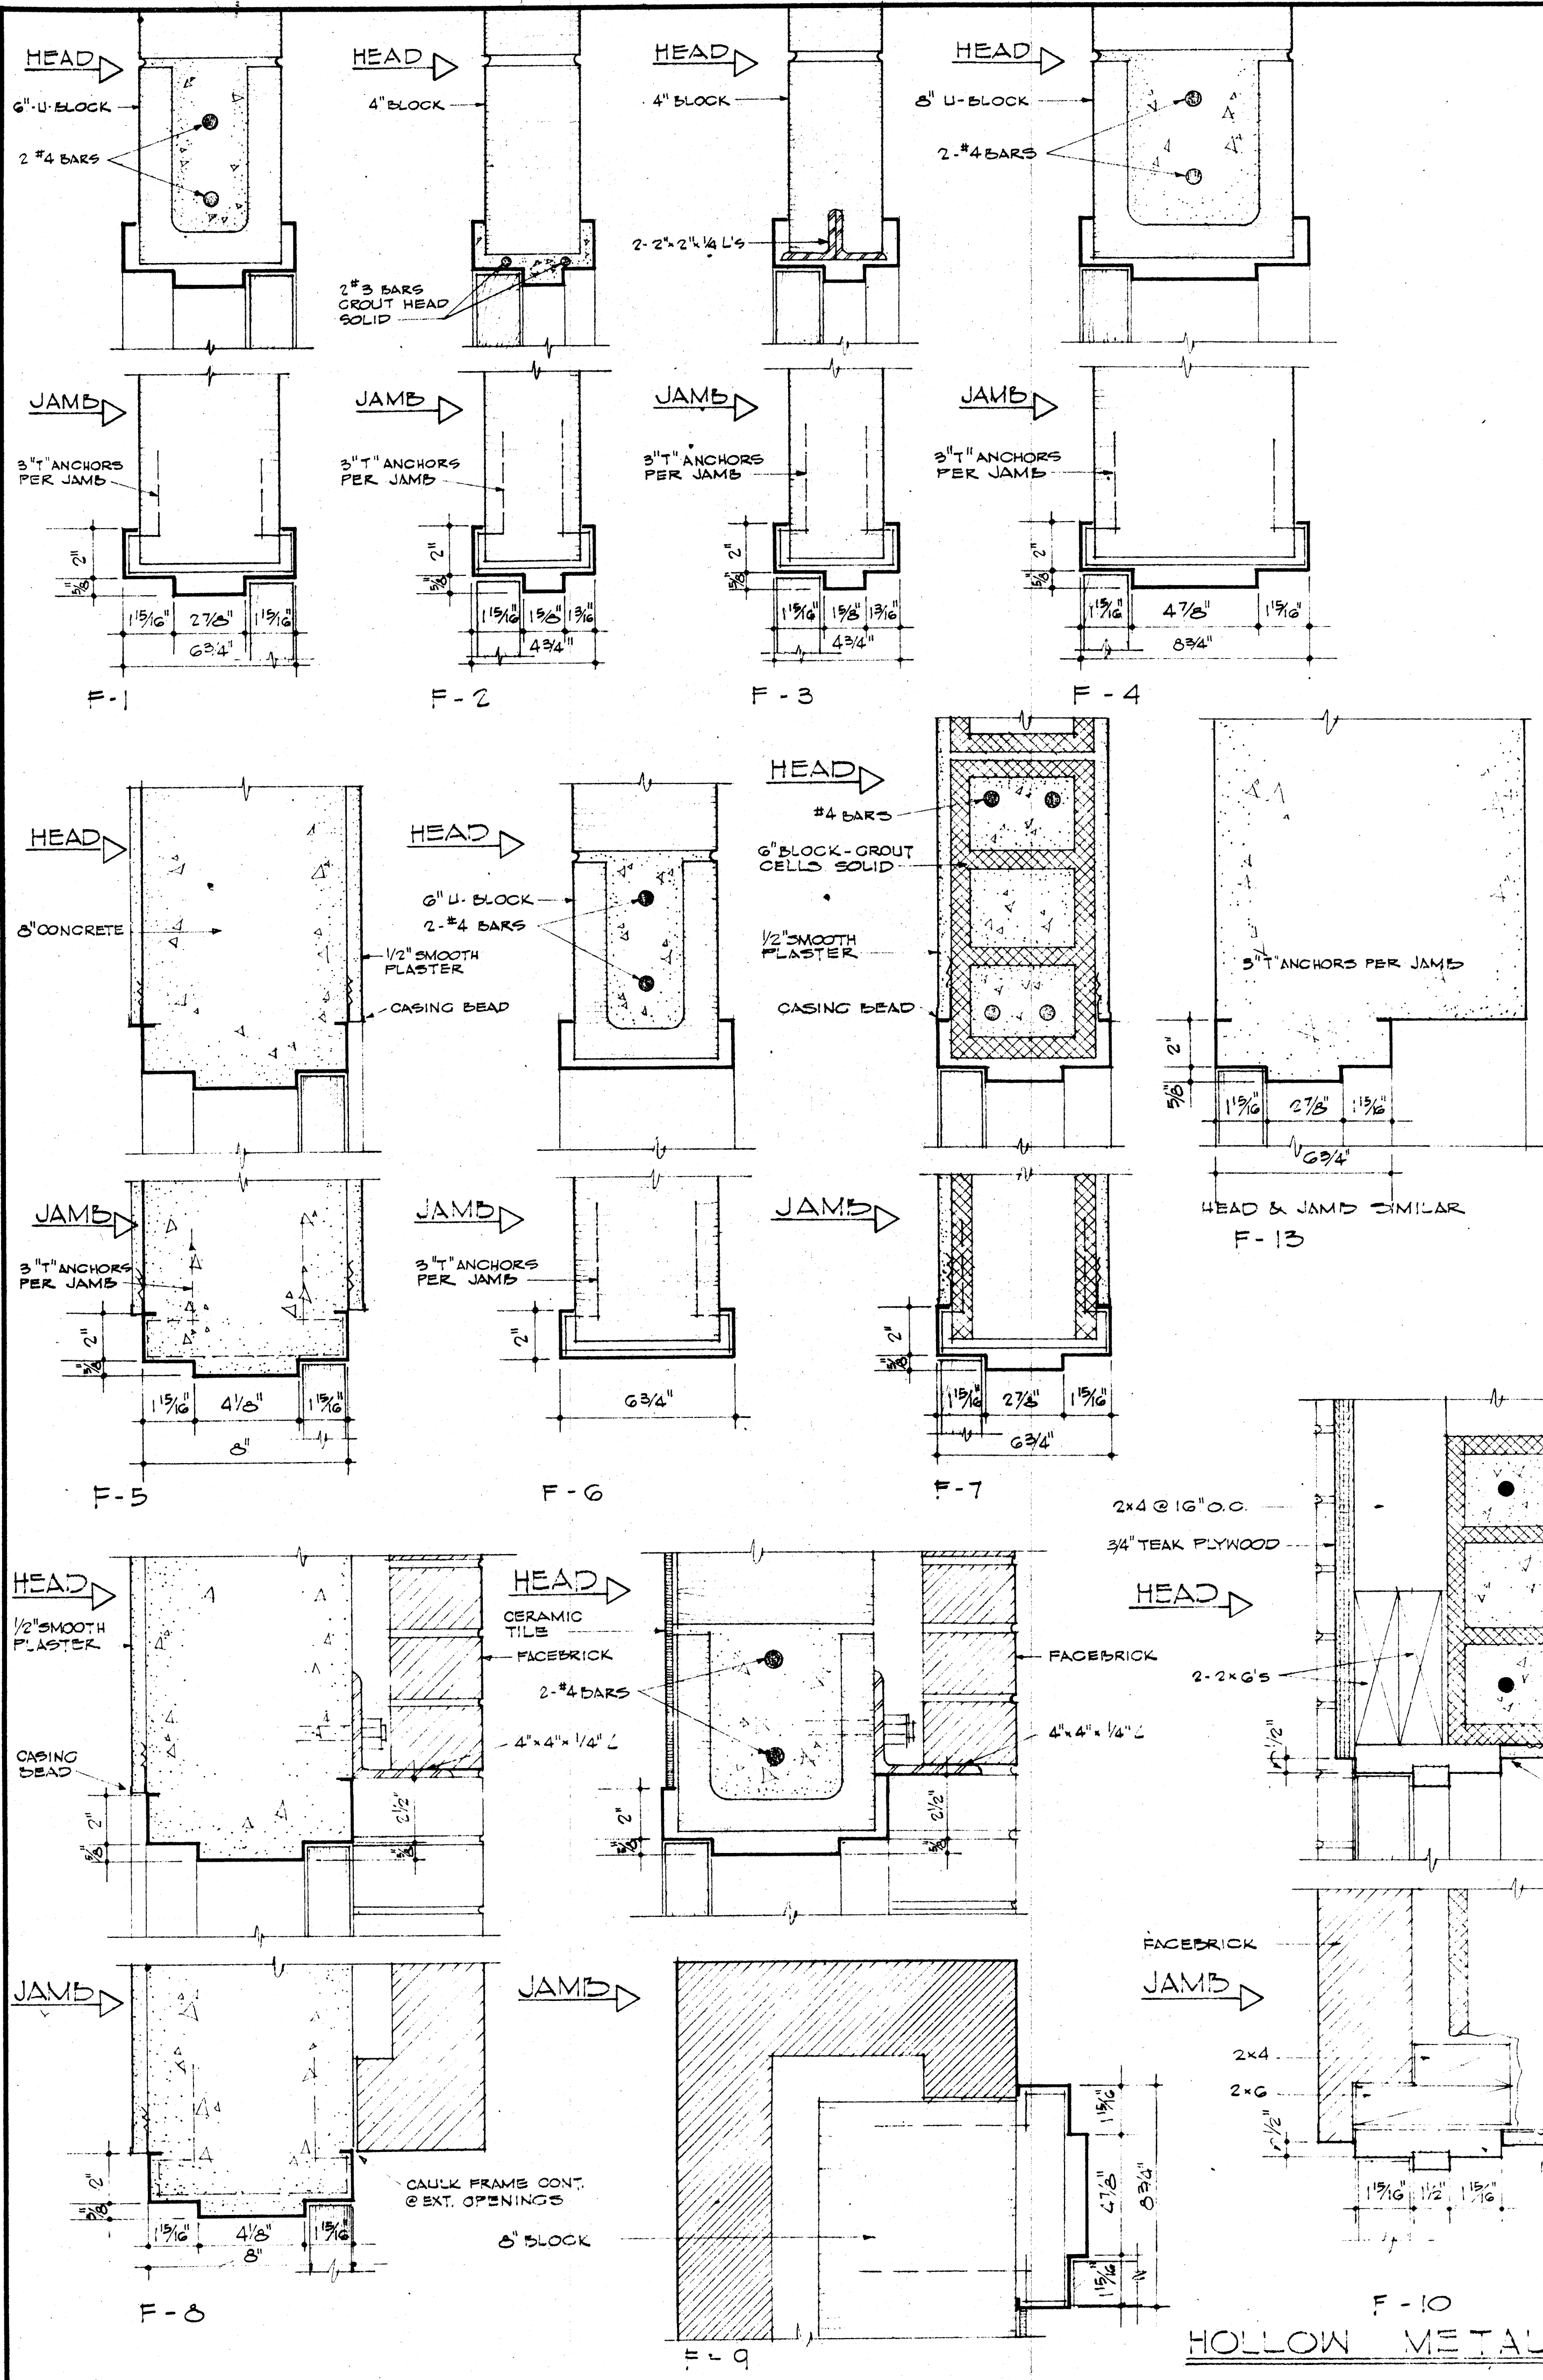 HEAD
6"-U-BLOCK
2 #4 BARS
JAMB
3"T"ANCHORS
PER JAMB
2"
5/8"
1 15/16" 2 7/8" 1 15/16"
6 3/4"
F-1
HEAD
4" BLOCK
2 #3 BARS
GROUT HEAD
SOLID
JAMB
3"T" ANCHORS
PER JAMB
2"
5/8"
1 15/16" 1 5/8" 1 3/16"
4 3/4"
F-2
HEAD
4" BLOCK
2-2"x2"x1/4 L'S
JAMB
3"T" ANCHORS
PER JAMB
2"
5/8"
1 15/16" 1 5/8" 1 3/16"
4 3/4"
F-3
HEAD
8" U-BLOCK
2-#4 BARS
JAMB
3"T" ANCHORS
PER JAMB
2"
5/8"
1 15/16" 4 7/8" 1 15/16"
8 3/4"
F-4
HEAD
8" CONCRETE
1/2" SMOOTH
PLASTER
CASING BEAD
JAMB
3"T" ANCHORS
PER JAMB
2"
5/8"
1 15/16" 4 1/8" 1 15/16"
8"
F-5
HEAD
6" U-BLOCK
2-#4 BARS
JAMB
3"T" ANCHORS
PER JAMB
2"
6 3/4"
F-6
HEAD
#4 BARS
6" BLOCK-GROUT
CELLS SOLID
1/2" SMOOTH
PLASTER
CASING BEAD
JAMB
2"
5/8"
1 15/16" 2 7/8" 1 15/16"
6 3/4"
F-7
3"T" ANCHORS PER JAMB
2"
5/8"
1 15/16" 2 7/8" 1 15/16"
6 3/4"
HEAD & JAMB SIMILAR
F-13
HEAD
1/2" SMOOTH
PLASTER
FACEBRICK
4"x4"x1/4" L
CASING
BEAD
2"
5/8"
2 1/2"
5/8"
JAMB
CAULK FRAME CONT.
@ EXT. OPENINGS
2"
5/8"
1 15/16" 4 1/8" 1 15/16"
8"
F-8
HEAD
CERAMIC
TILE
2-#4 BARS
FACEBRICK
4"x4"x1/4" L
2"
5/8"
2 1/2"
5/8"
JAMB
8" BLOCK
1 15/16"
4 7/8"
8 3/4"
1 15/16"
F-9
2x4 @ 16" O.C.
3/4" TEAK PLYWOOD
HEAD
2-2x6'S
1/2"
FACEBRICK
JAMB
2x4
2x6
1/2"
1 15/16" 1 1/2" 1 15/16"
F-10
HOLLOW METAL